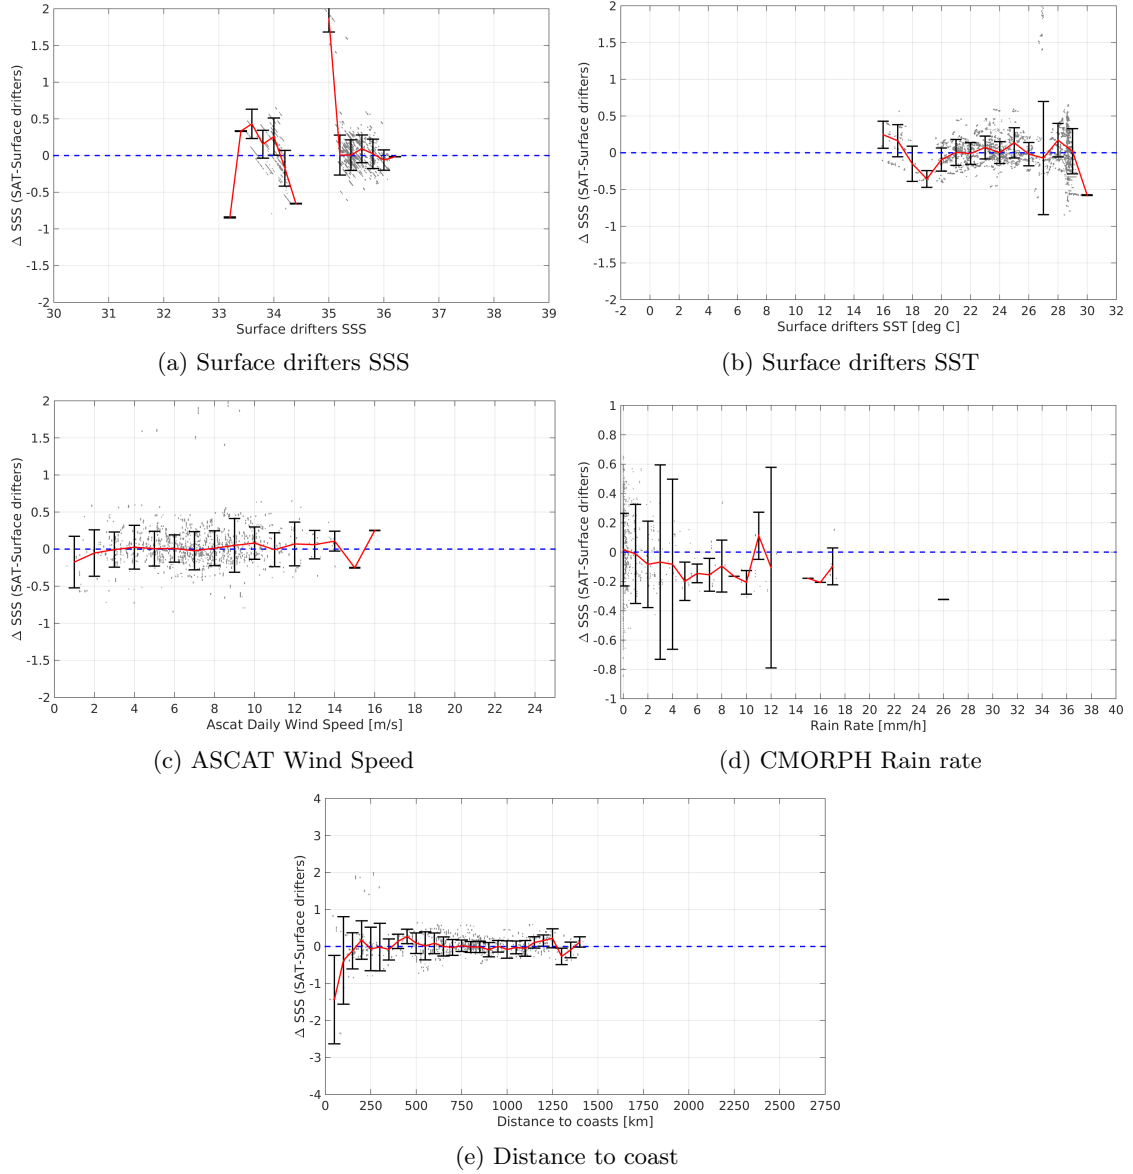 2
1.5
1
0.5
0
-0.5
-1
-1.5
-2
Δ SSS (SAT-Surface drifters)
30 31 32 33 34 35 36 37 38 39
Surface drifters SSS
(a) Surface drifters SSS
2
1.5
1
0.5
0
-0.5
-1
-1.5
-2
Δ SSS (SAT-Surface drifters)
-2 0 2 4 6 8 10 12 14 16 18 20 22 24 26 28 30 32
Surface drifters SST [deg C]
(b) Surface drifters SST
2
1.5
1
0.5
0
-0.5
-1
-1.5
-2
Δ SSS (SAT-Surface drifters)
0 2 4 6 8 10 12 14 16 18 20 22 24
Ascat Daily Wind Speed [m/s]
(c) ASCAT Wind Speed
1
0.8
0.6
0.4
0.2
0
-0.2
-0.4
-0.6
-0.8
-1
Δ SSS (SAT-Surface drifters)
0 2 4 6 8 10 12 14 16 18 20 22 24 26 28 30 32 34 36 38 40
Rain Rate [mm/h]
(d) CMORPH Rain rate
4
3
2
1
0
-1
-2
-3
-4
Δ SSS (SAT-Surface drifters)
0 250 500 750 1000 1250 1500 1750 2000 2250 2500 2750
Distance to coasts [km]
(e) Distance to coast